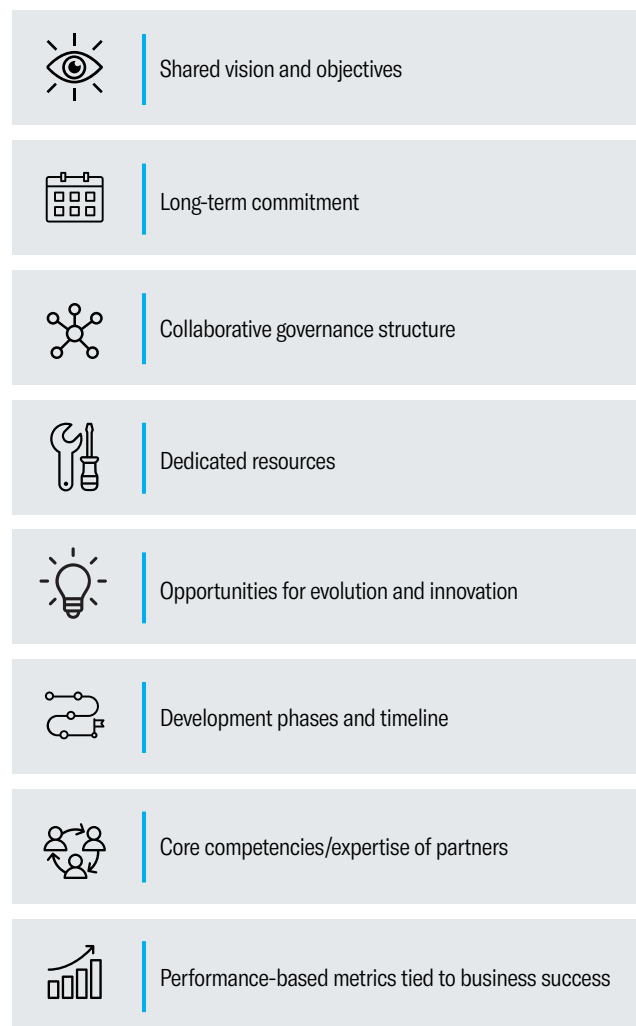 Shared vision and objectives
Long-term commitment
Collaborative governance structure
Dedicated resources
Opportunities for evolution and innovation
Development phases and timeline
Core competencies/expertise of partners
Performance-based metrics tied to business success